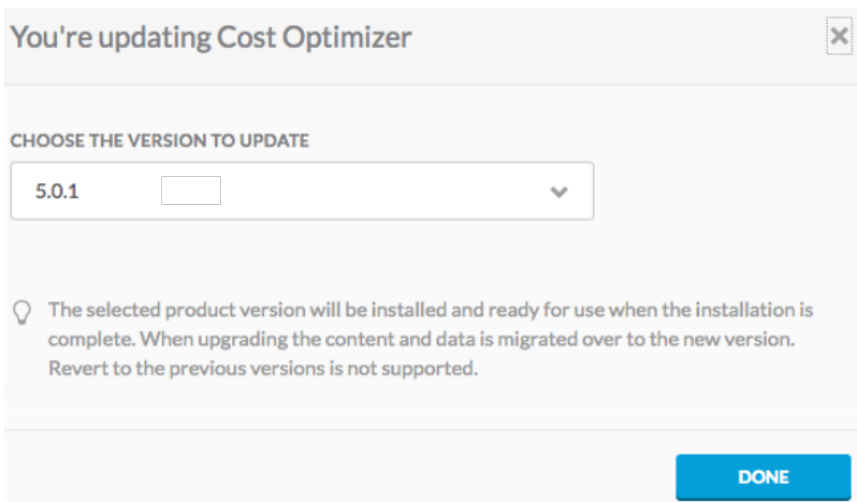 You're updating Cost Optimizer
CHOOSE THE VERSION TO UPDATE
5.0.1
The selected product version will be installed and ready for use when the installation is
complete. When upgrading the content and data is migrated over to the new version.
Revert to the previous versions is not supported.
DONE